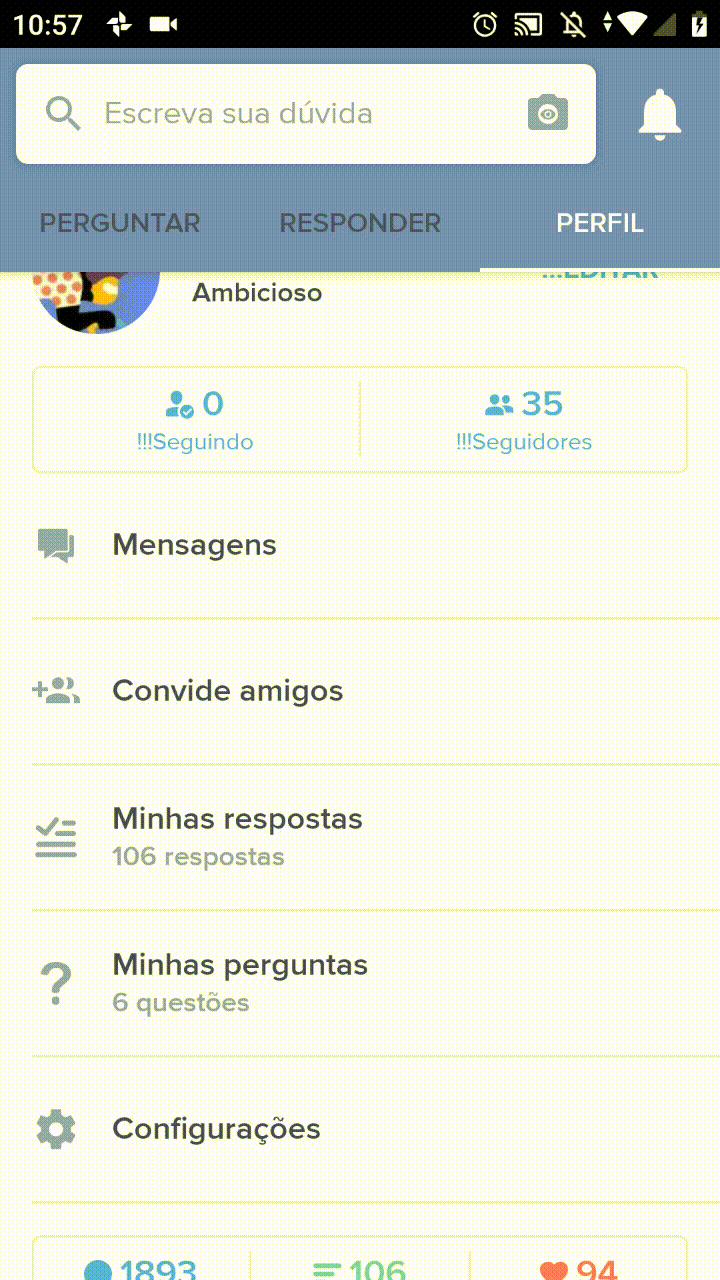 10:57
Escreva sua dúvida
PERGUNTAR RESPONDER PERFIL
!!!EDITAR
Ambicioso
0 35
!!!Seguindo !!!Seguidores
Mensagens
Convide amigos
Minhas respostas
106 respostas
Minhas perguntas
6 questões
Configurações
1893 106 94